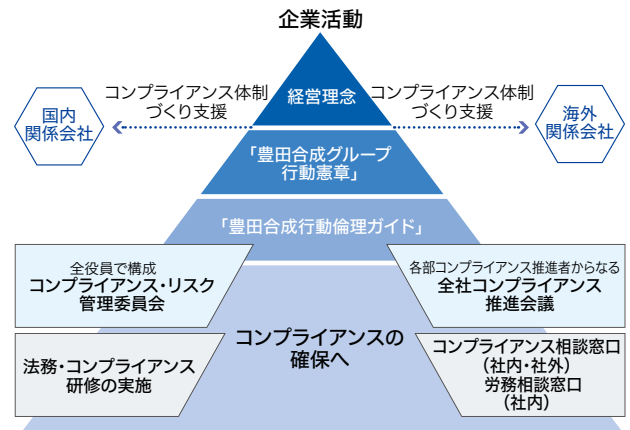 企業活動
経営理念
コンプライアンス体制
づくり支援
コンプライアンス体制
づくり支援
国内
関係会社
海外
関係会社
「豊田合成グループ
行動憲章」
「豊田合成行動倫理ガイド」
全役員で構成
コンプライアンス・リスク
管理委員会
各部コンプライアンス推進者からなる
全社コンプライアンス
推進会議
コンプライアンスの
確保へ
法務・コンプライアンス
研修の実施
コンプライアンス相談窓口
（社内・社外）
労務相談窓口
（社内）